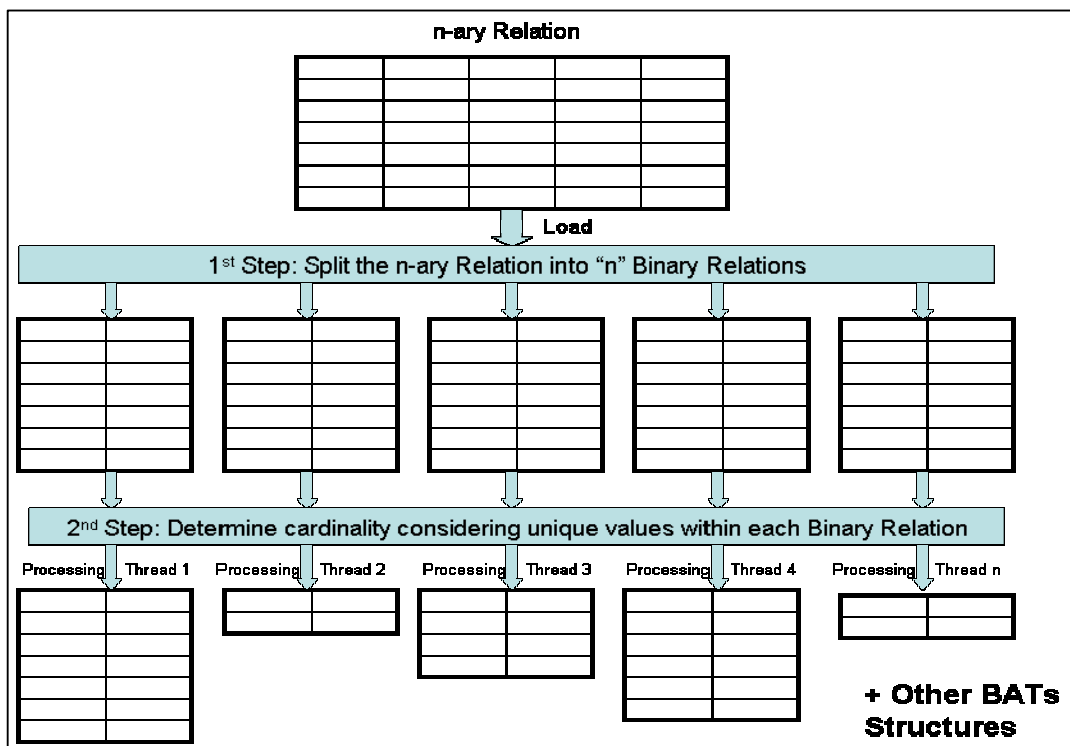 n-ary Relation
Load
1st Step: Split the n-ary Relation into “n” Binary Relations
2nd Step: Determine cardinality considering unique values within each Binary Relation
Processing Thread 1
Processing Thread 2
Processing Thread 3
Processing Thread 4
Processing Thread n
+ Other BATs
Structures